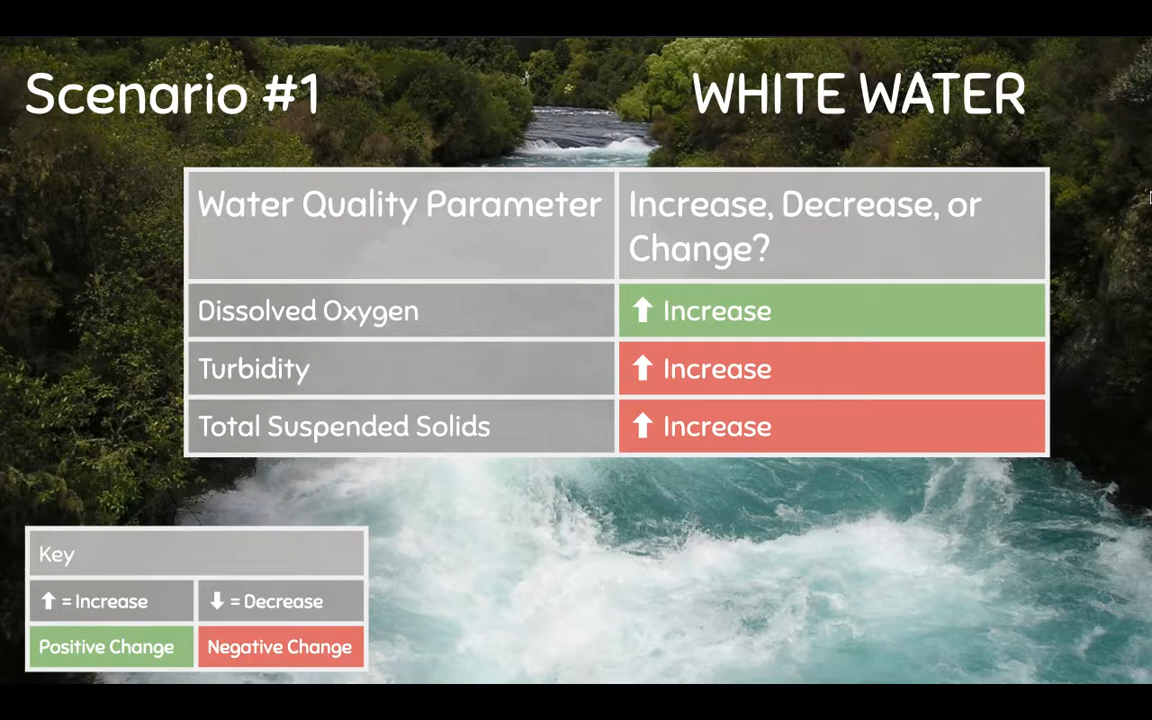 Scenario #1
WHITE WATER
Water Quality Parameter
Increase, Decrease, or
Change?
Dissolved Oxygen
⬆ Increase
Turbidity
⬆ Increase
Total Suspended Solids
⬆ Increase
Key
⬆ = Increase
⬇ = Decrease
Positive Change
Negative Change